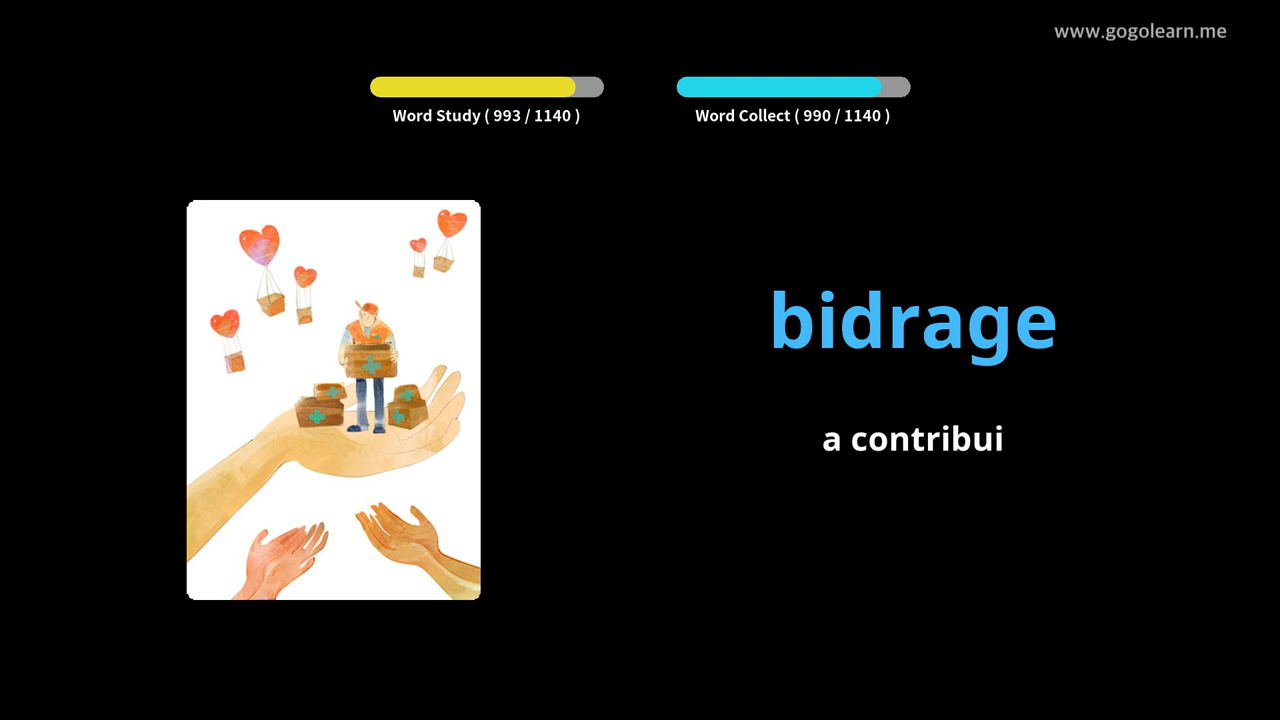 www.gogolearn.me
Word Study ( 993 / 1140 )
Word Collect ( 990 / 1140 )
bidrage
a contribui